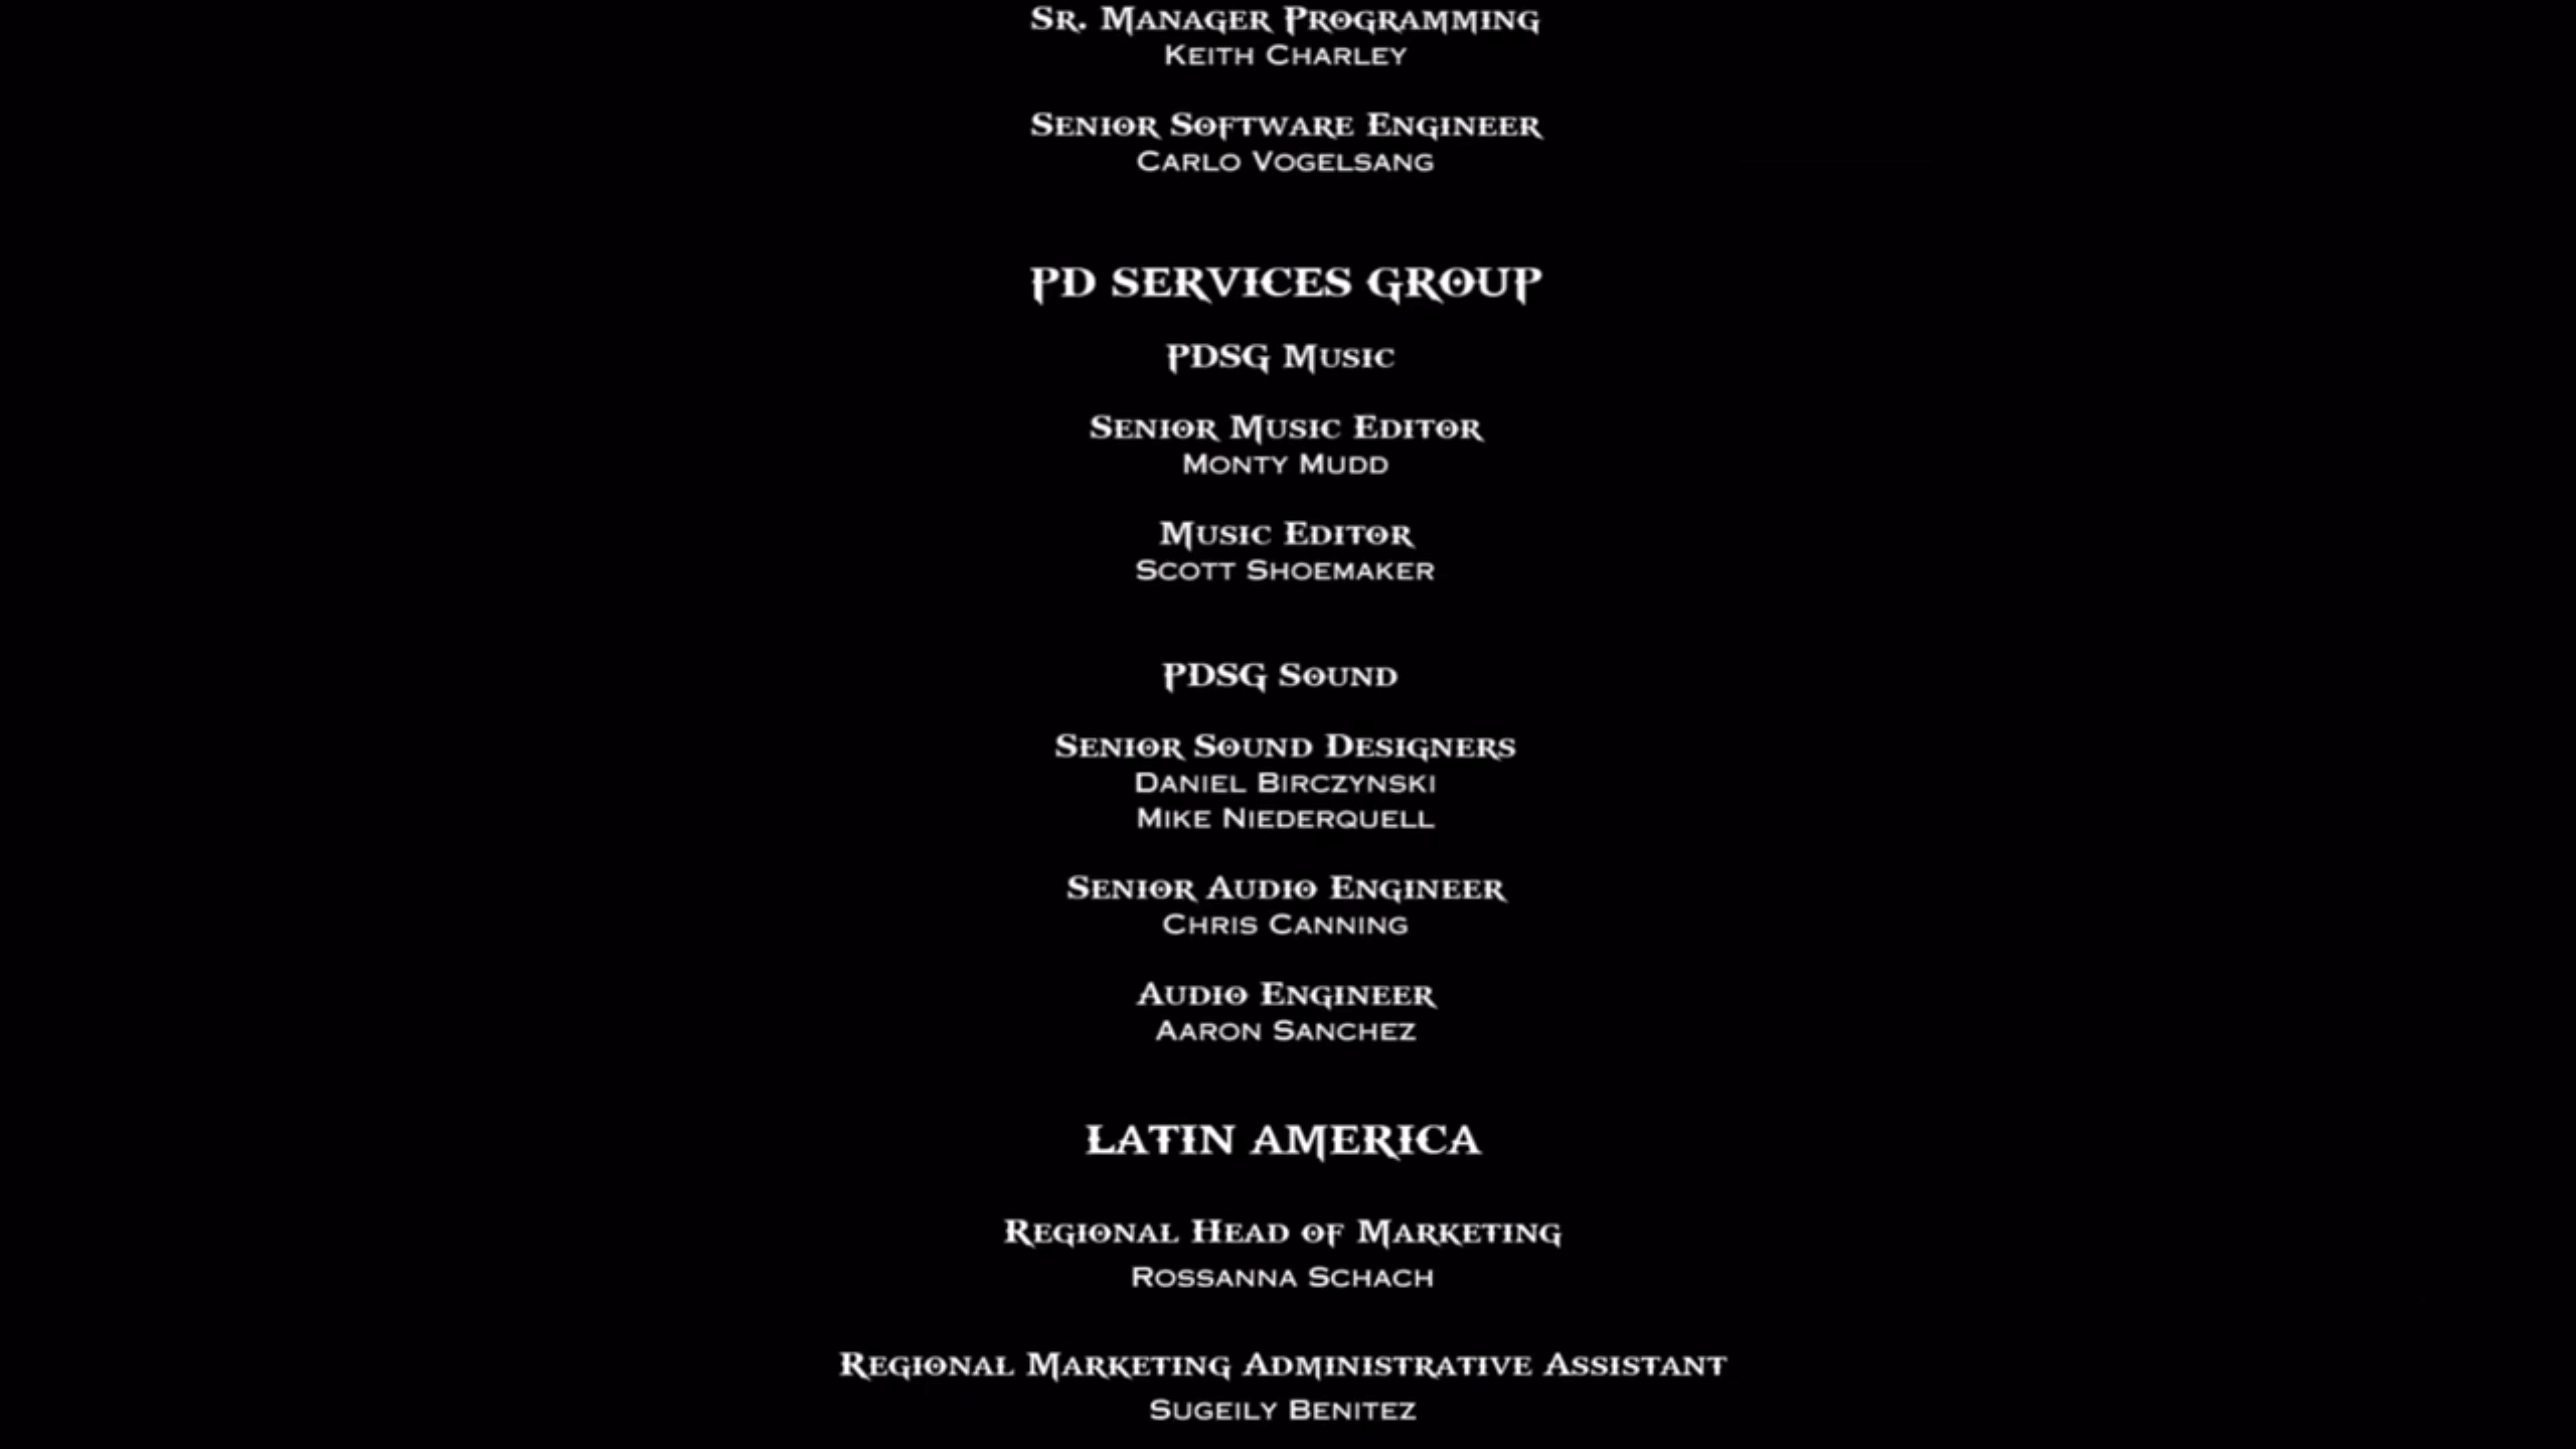 Sr. Manager Programming
Keith Charley
Senior Software Engineer
Carlo Vogelsang
PD SERVICES GROUP
PDSG Music
Senior Music Editor
Monty Mudd
Music Editor
Scott Shoemaker
PDSG Sound
Senior Sound Designers
Daniel Birczynski
Mike Niederquell
Senior Audio Engineer
Chris Canning
Audio Engineer
Aaron Sanchez
LATIN AMERICA
Regional Head of Marketing
Rossanna Schach
Regional Marketing Administrative Assistant
Sugeily Benitez